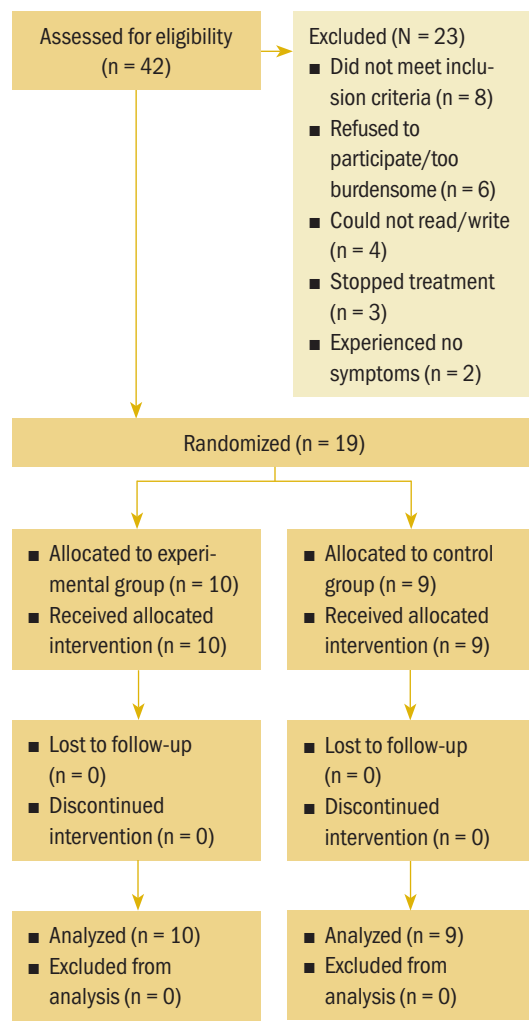 Assessed for eligibility
(n = 42)
Excluded (N = 23)
■ Did not meet inclu-
sion criteria (n = 8)
■ Refused to
participate/too
burdensome (n = 6)
■ Could not read/write
(n = 4)
■ Stopped treatment
(n = 3)
■ Experienced no
symptoms (n = 2)
Randomized (n = 19)
■ Allocated to experi-
mental group (n = 10)
■ Received allocated
intervention (n = 10)
■ Allocated to control
group (n = 9)
■ Received allocated
intervention (n = 9)
■ Lost to follow-up
(n = 0)
■ Discontinued
intervention (n = 0)
■ Lost to follow-up
(n = 0)
■ Discontinued
intervention (n = 0)
■ Analyzed (n = 10)
■ Excluded from
analysis (n = 0)
■ Analyzed (n = 9)
■ Excluded from
analysis (n = 0)